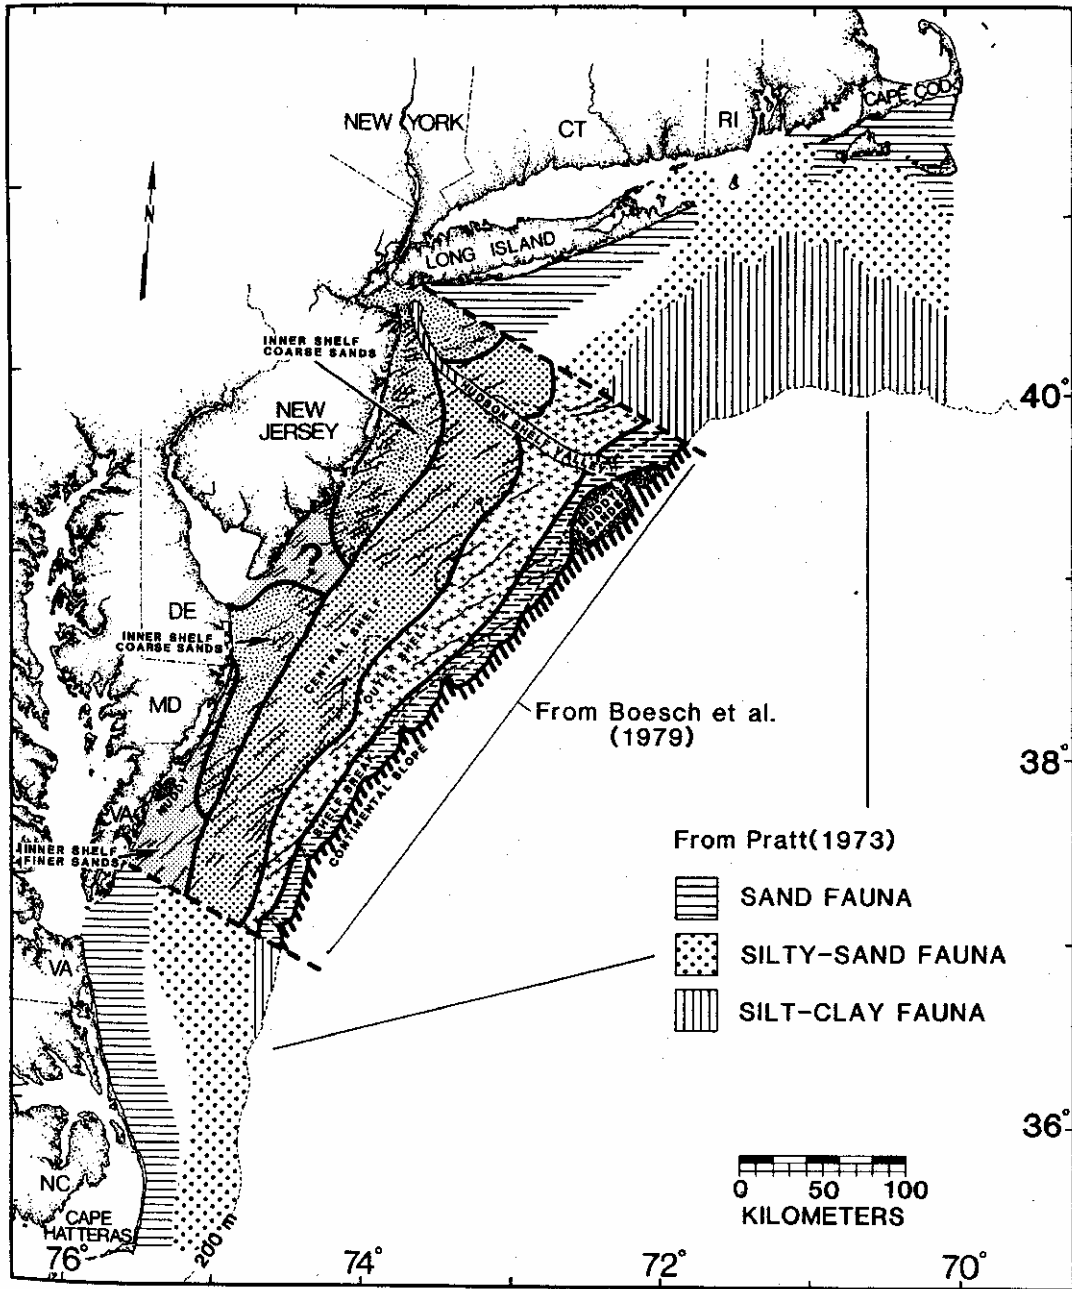 CAPE COD
NEW YORK
CT
RI
N
LONG ISLAND
INNER SHELF
COARSE SANDS
HUDSON SHELF VALLEY
40°
NEW
JERSEY
MUDDY
SANDS
?
DE
INNER SHELF
COARSE SANDS
CENTRAL SHELF
OUTER SHELF
MD
From Boesch et al.
(1979)
38°
SHELF BREAK
CONTINENTAL SLOPE
MUDDY
VA
INNER SHELF
FINER SANDS
From Pratt(1973)
SAND FAUNA
SILTY-SAND FAUNA
SILT-CLAY FAUNA
VA
36°
NC
CAPE
HATTERAS
200 m
0 50 100
KILOMETERS
76° 74° 72° 70°